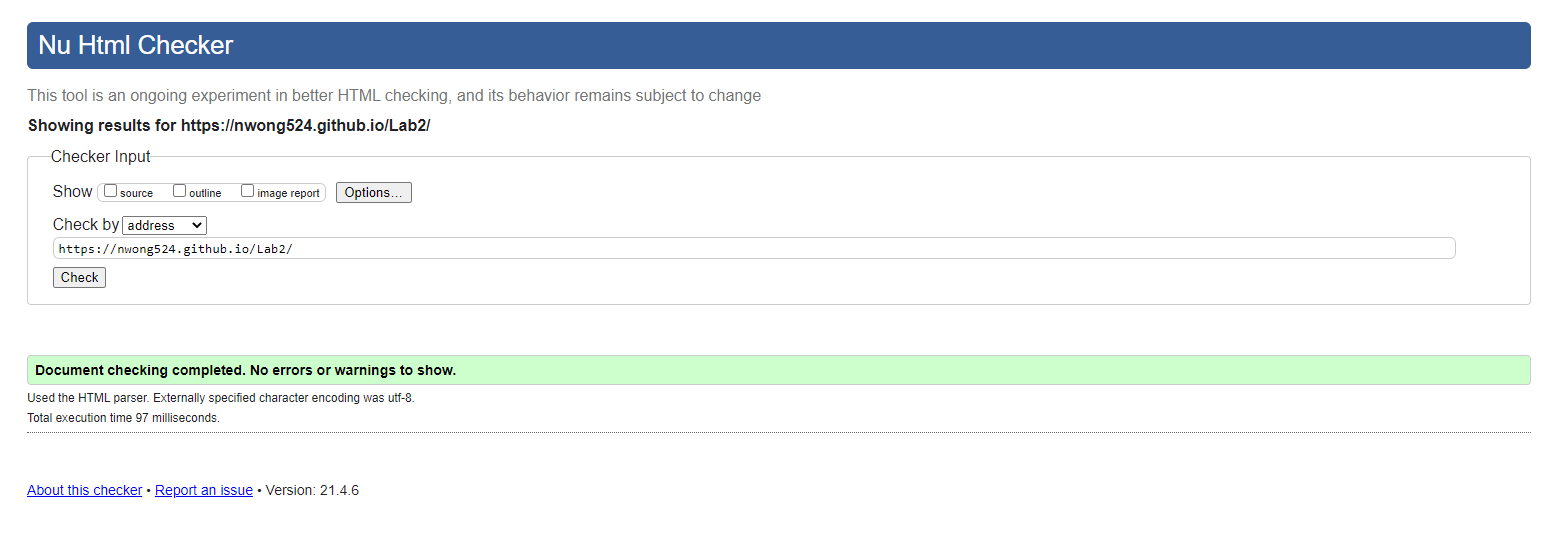 Nu Html Checker
This tool is an ongoing experiment in better HTML checking, and its behavior remains subject to change
Showing results for https://nwong524.github.io/Lab2/
Checker Input
Show source outline image report Options...
Check by address
https://nwong524.github.io/Lab2/
Check
Document checking completed. No errors or warnings to show.
Used the HTML parser. Externally specified character encoding was utf-8.
Total execution time 97 milliseconds.
About this checker • Report an issue • Version: 21.4.6